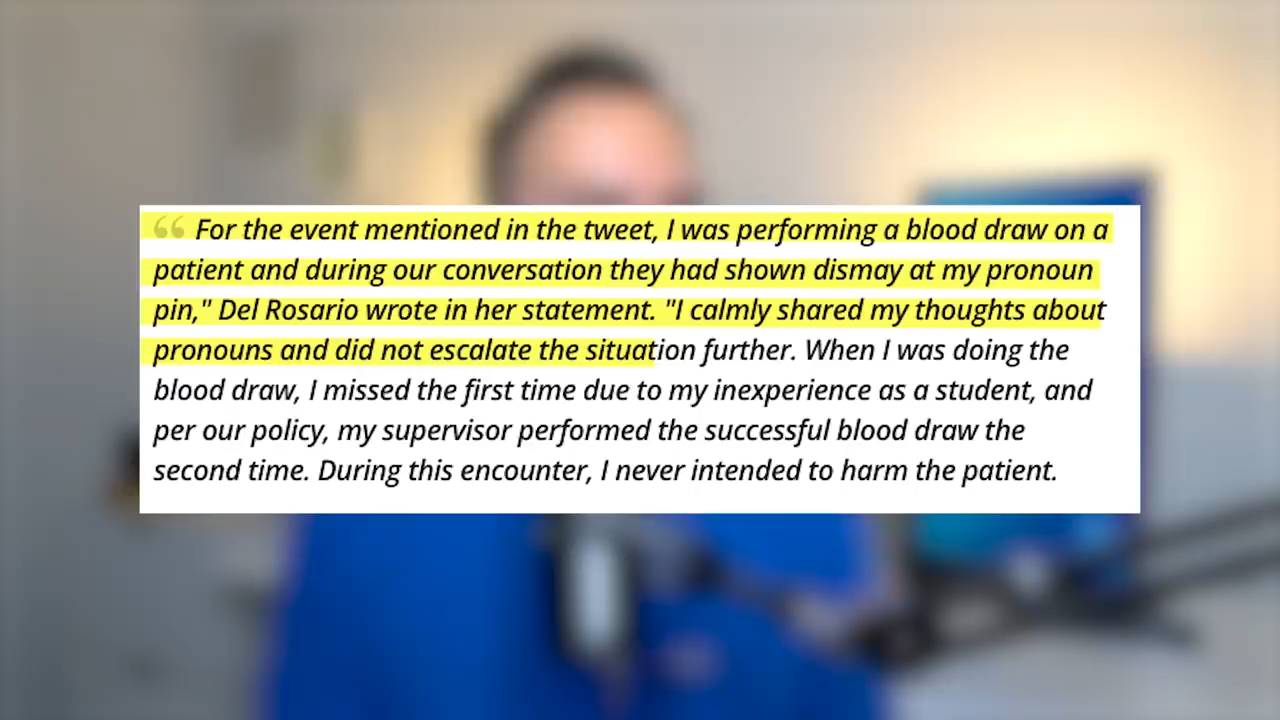 “ For the event mentioned in the tweet, I was performing a blood draw on a
patient and during our conversation they had shown dismay at my pronoun
pin," Del Rosario wrote in her statement. "I calmly shared my thoughts about
pronouns and did not escalate the situation further. When I was doing the
blood draw, I missed the first time due to my inexperience as a student, and
per our policy, my supervisor performed the successful blood draw the
second time. During this encounter, I never intended to harm the patient.